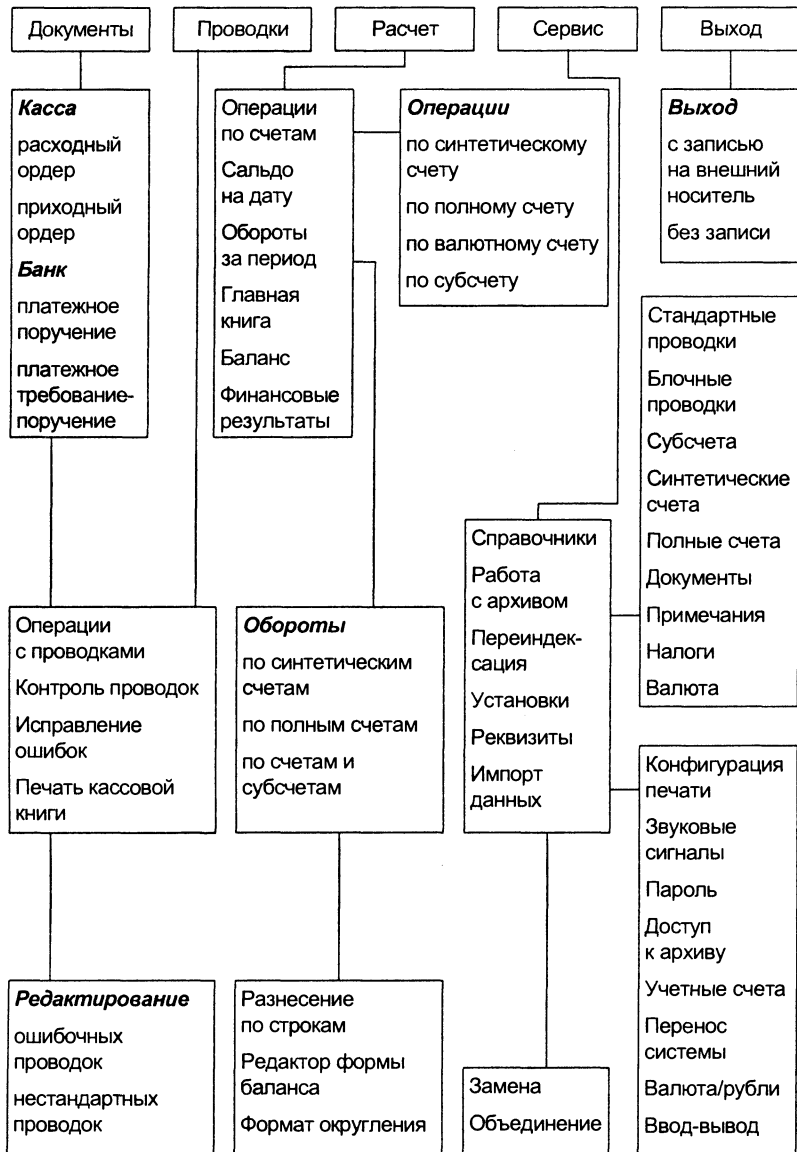 Документы
Проводки
Расчет
Сервис
Выход
Касса
расходный
ордер
приходный
ордер
Банк
платежное
поручение
платежное
требование-
поручение
Операции
по счетам
Сальдо
на дату
Обороты
за период
Главная
книга
Баланс
Финансовые
результаты
Операции
по синтетическому
счету
по полному счету
по валютному счету
по субсчету
Выход
с записью
на внешний
носитель
без записи
Стандартные
проводки
Блочные
проводки
Субсчета
Синтетические
счета
Полные счета
Документы
Примечания
Налоги
Валюта
Операции
с проводками
Контроль проводок
Исправление
ошибок
Печать кассовой
книги
Обороты
по синтетическим
счетам
по полным счетам
по счетам и
субсчетам
Справочники
Работа
с архивом
Переиндек-
сация
Установки
Реквизиты
Импорт
данных
Конфигурация
печати
Звуковые
сигналы
Пароль
Доступ
к архиву
Учетные счета
Перенос
системы
Валюта/рубли
Ввод-вывод
Редактирование
ошибочных
проводок
нестандартных
проводок
Разнесение
по строкам
Редактор формы
баланса
Формат округления
Замена
Объединение